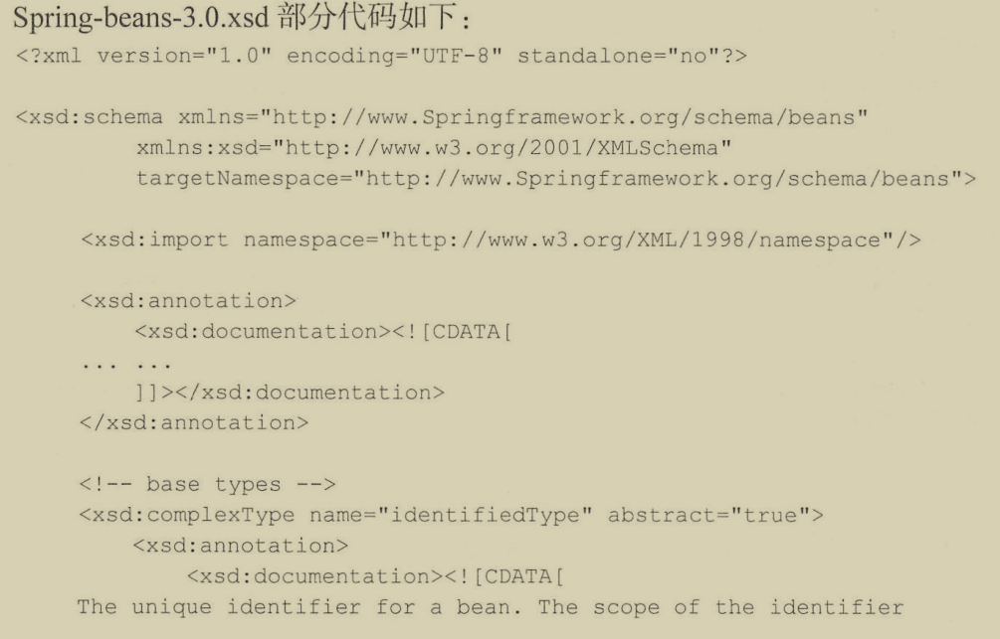 Spring-beans-3.0.xsd 部分代码如下：
<?xml version="1.0" encoding="UTF-8" standalone="no"?>
<xsd:schema xmlns="http://www.Springframework.org/schema/beans"
xmlns:xsd="http://www.w3.org/2001/XMLSchema"
targetNamespace="http://www.Springframework.org/schema/beans">
<xsd:import namespace="http://www.w3.org/XML/1998/namespace"/>
<xsd:annotation>
<xsd:documentation><![CDATA[
... ...
]]></xsd:documentation>
</xsd:annotation>
<!-- base types -->
<xsd:complexType name="identifiedType" abstract="true">
<xsd:annotation>
<xsd:documentation><![CDATA[
The unique identifier for a bean. The scope of the identifier